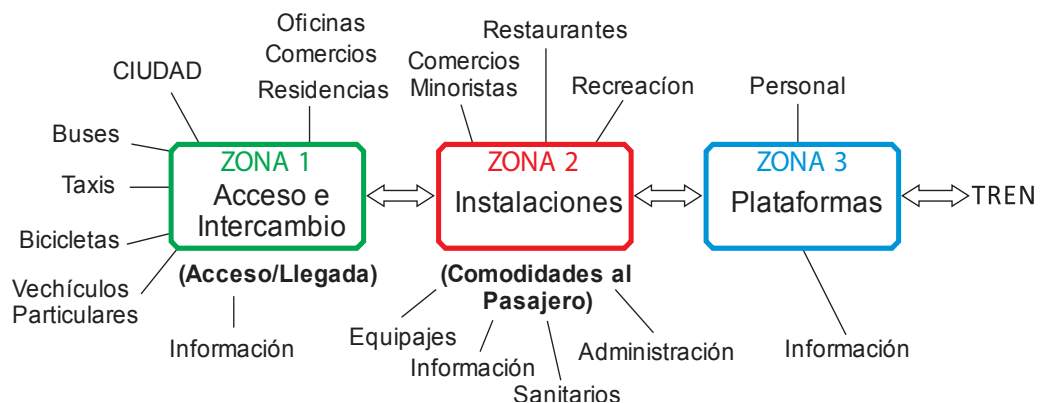 Oficinas
Comercios
Residencias
CIUDAD
Buses
Taxis
Bicicletas
Vechículos
Particulares
ZONA 1
Acceso e
Intercambio
(Acceso/Llegada)
Información
Restaurantes
Comercios
Minoristas
Recreacíon
ZONA 2
Instalaciones
(Comodidades al
Pasajero)
Equipajes
Información
Sanitarios
Administración
Personal
ZONA 3
Plataformas
Información
TREN